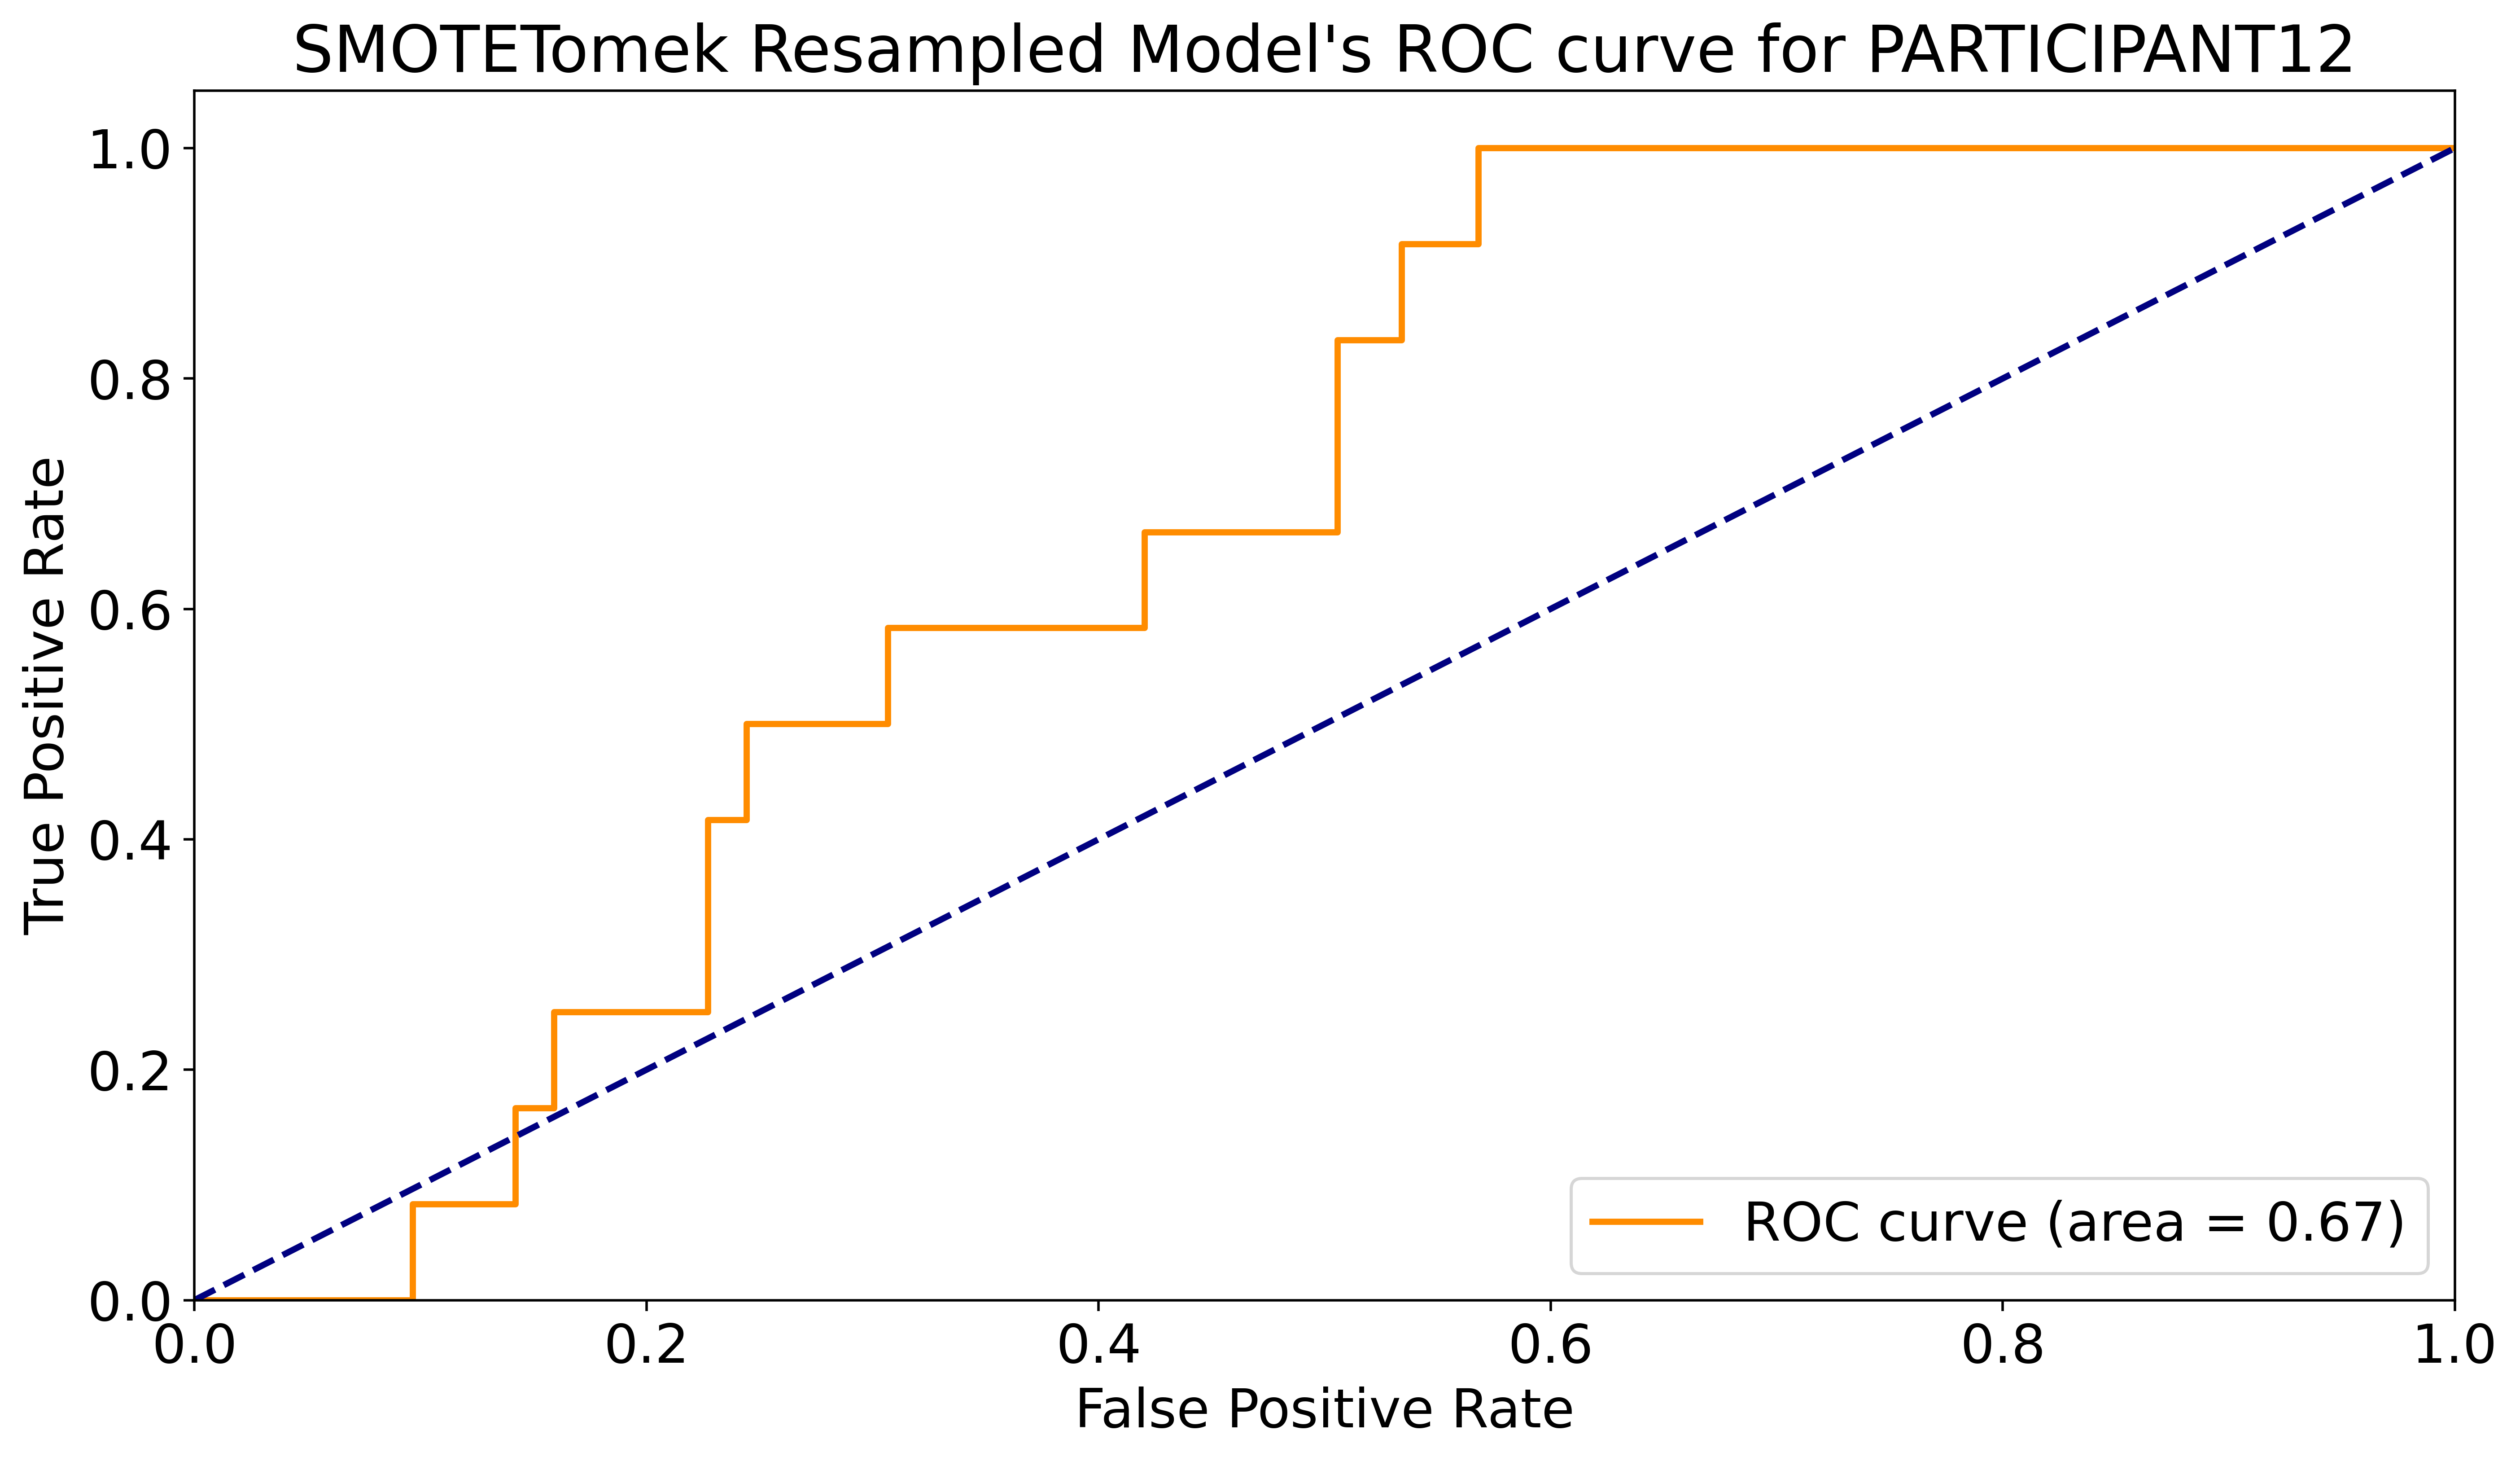 SMOTETomek Resampled Model's ROC curve for PARTICIPANT12
True Positive Rate
1.0
0.8
0.6
0.4
0.2
0.0
ROC curve (area = 0.67)
0.0 0.2 0.4 0.6 0.8 1.0
False Positive Rate